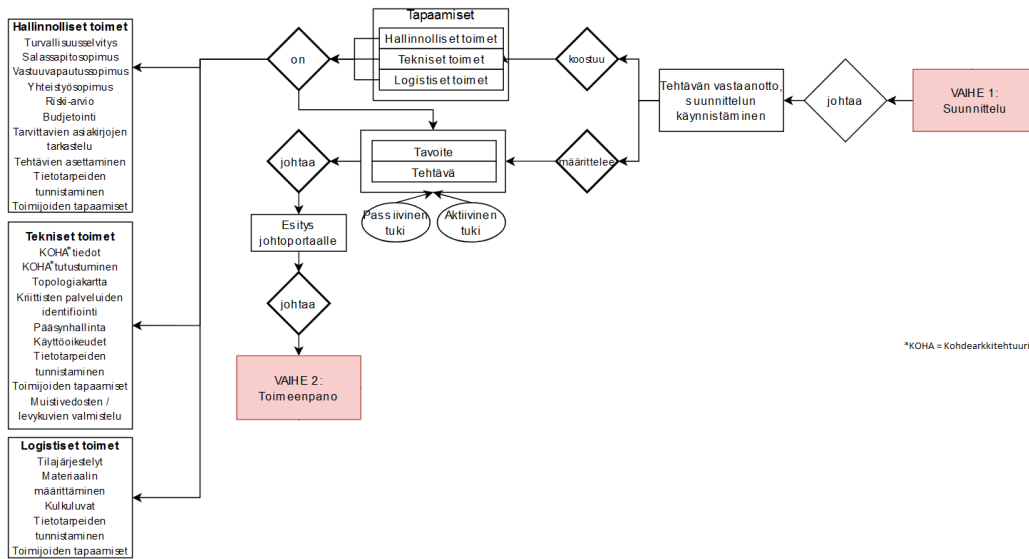 Hallinnolliset toimet
Turvallisuusselvitys
Salassapitosopimus
Vastuuvapautussopimus
Yhteistyösopimus
Riski-arvio
Budjetointi
Tarvittavien asiakirjojen
tarkastelu
Tehtävien asettaminen
Tietotarpeiden
tunnistaminen
Toimijoiden tapaamiset
Tekniset toimet
KOHA* tiedot
KOHA* tutustuminen
Topologiakartta
Kriittisten palveluiden
identifiointi
Pääsynhallinta
Käyttöoikeudet
Tietotarpeiden
tunnistaminen
Toimijoiden tapaamiset
Muistivedosten /
levykuvien valmistelu
Logistiset toimet
Tilajärjestelyt
Materiaalin
määrittäminen
Kulkuluvat
Tietotarpeiden
tunnistaminen
Toimijoiden tapaamiset
on
Tapaamiset
Hallinnolliset toimet
Tekniset toimet
Logistiset toimet
koostuu
Tehtävän vastaanotto,
suunnittelun
käynnistäminen
johtaa
VAIHE 1:
Suunnittelu
johtaa
Tavoite
Tehtävä
määrittelee
Passiivinen
tuki
Aktiivinen
tuki
Esitys
johtoportaalle
johtaa
VAIHE 2:
Toimeenpano
*KOHA = Kohdearkkitehtuuri